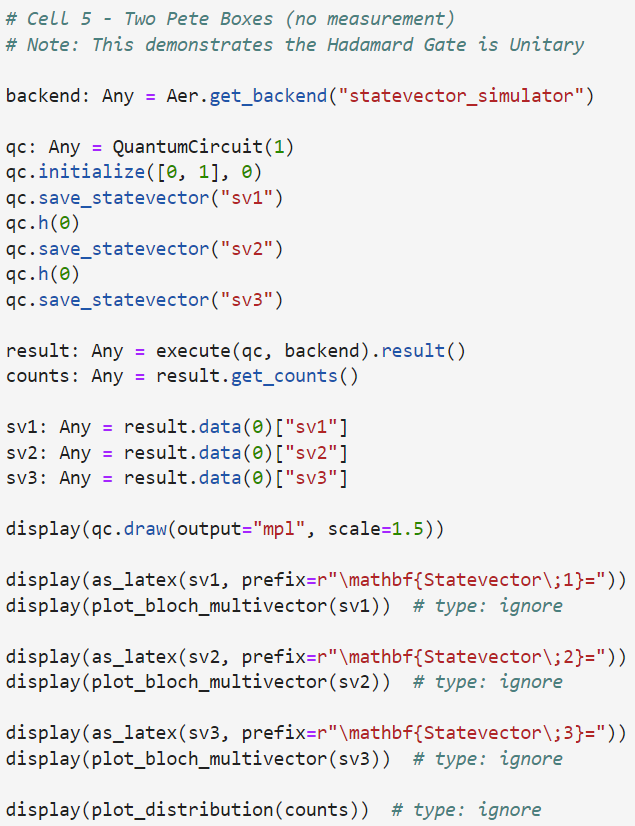 # Cell 5 - Two Pete Boxes (no measurement)
# Note: This demonstrates the Hadamard Gate is Unitary

backend: Any = Aer.get_backend("statevector_simulator")

qc: Any = QuantumCircuit(1)
qc.initialize([0, 1], 0)
qc.save_statevector("sv1")
qc.h(0)
qc.save_statevector("sv2")
qc.h(0)
qc.save_statevector("sv3")

result: Any = execute(qc, backend).result()
counts: Any = result.get_counts()

sv1: Any = result.data(0)["sv1"]
sv2: Any = result.data(0)["sv2"]
sv3: Any = result.data(0)["sv3"]

display(qc.draw(output="mpl", scale=1.5))

display(as_latex(sv1, prefix=r"\mathbf{Statevector\;1}="))
display(plot_bloch_multivector(sv1))  # type: ignore

display(as_latex(sv2, prefix=r"\mathbf{Statevector\;2}="))
display(plot_bloch_multivector(sv2))  # type: ignore

display(as_latex(sv3, prefix=r"\mathbf{Statevector\;3}="))
display(plot_bloch_multivector(sv3))  # type: ignore

display(plot_distribution(counts))  # type: ignore